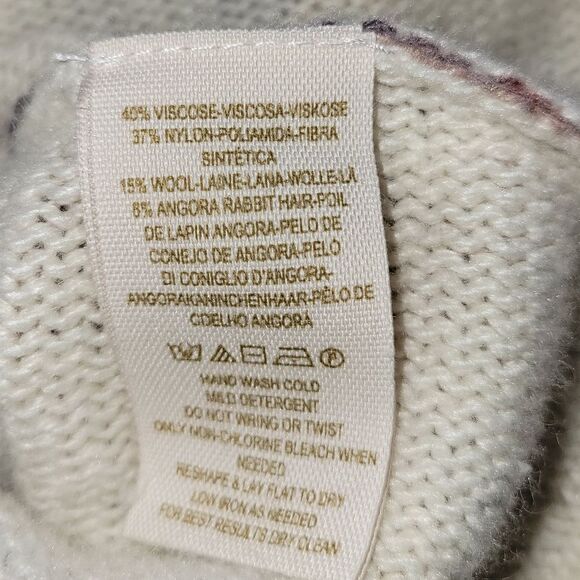 40% VISCOSE-VISCOSA-VISKOSE
37% NYLON-POLIAMIDA-FIBRA
SINTÉTICA
15% WOOL-LAINE-LANA-WOLLE-LÃ
8% ANGORA RABBIT HAIR-POIL
DE LAPIN ANGORA-PELO DE
CONEJO DE ANGORA-PELO
DI CONIGLIO D'ANGORA-
ANGORAKANINCHENHAAR-PÊLO DE
COELHO ANGORA
HAND WASH COLD
MILD DETERGENT
DO NOT WRING OR TWIST
ONLY NON-CHLORINE BLEACH WHEN
NEEDED
RESHAPE & LAY FLAT TO DRY
LOW IRON AS NEEDED
FOR BEST RESULTS DRY CLEAN